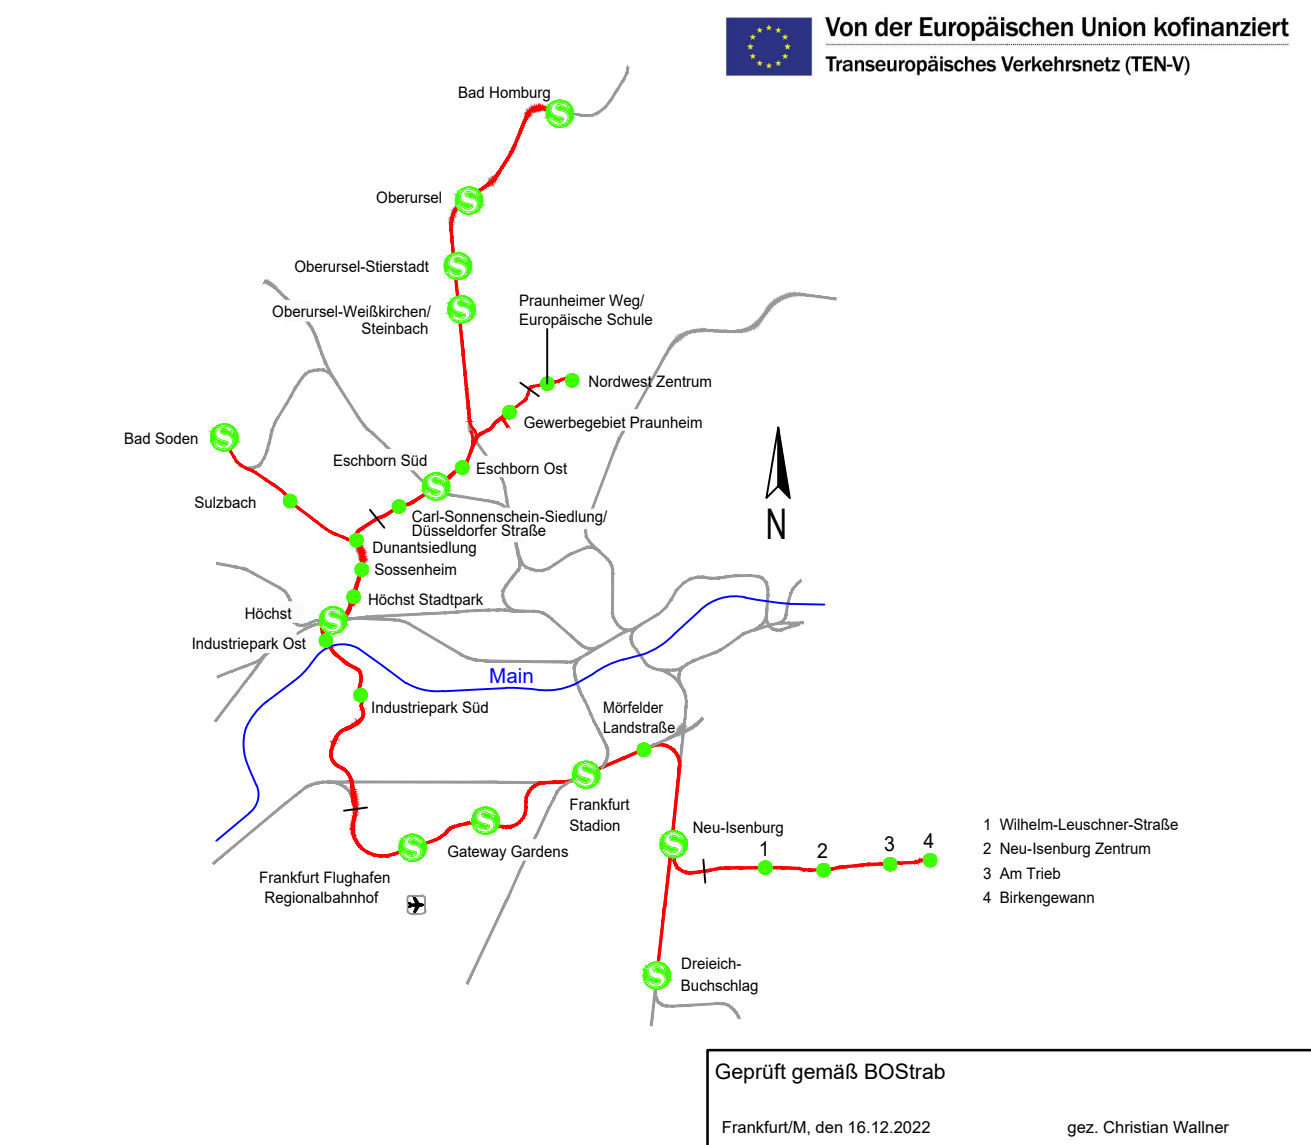 Von der Europäischen Union kofinanziert
Transeuropäisches Verkehrsnetz (TEN-V)
Bad Homburg
Oberursel
Oberursel-Stierstadt
Oberursel-Weißkirchen/
Steinbach
Praunheimer Weg/
Europäische Schule
Nordwest Zentrum
Gewerbegebiet Praunheim
Bad Soden
Eschborn Süd
Eschborn Ost
Sulzbach
Carl-Sonnenschein-Siedlung/
Düsseldorfer Straße
N
Dunantsiedlung
Sossenheim
Höchst Stadtpark
Höchst
Industriepark Ost
Main
Industriepark Süd
Mörfelder
Landstraße
Frankfurt
Stadion
Neu-Isenburg
1 2 3 4
Gateway Gardens
Frankfurt Flughafen
Regionalbahnhof
1 Wilhelm-Leuschner-Straße
2 Neu-Isenburg Zentrum
3 Am Trieb
4 Birkengewann
Dreieich-
Buchschlag
Geprüft gemäß BOStrab
Frankfurt/M, den 16.12.2022 gez. Christian Wallner